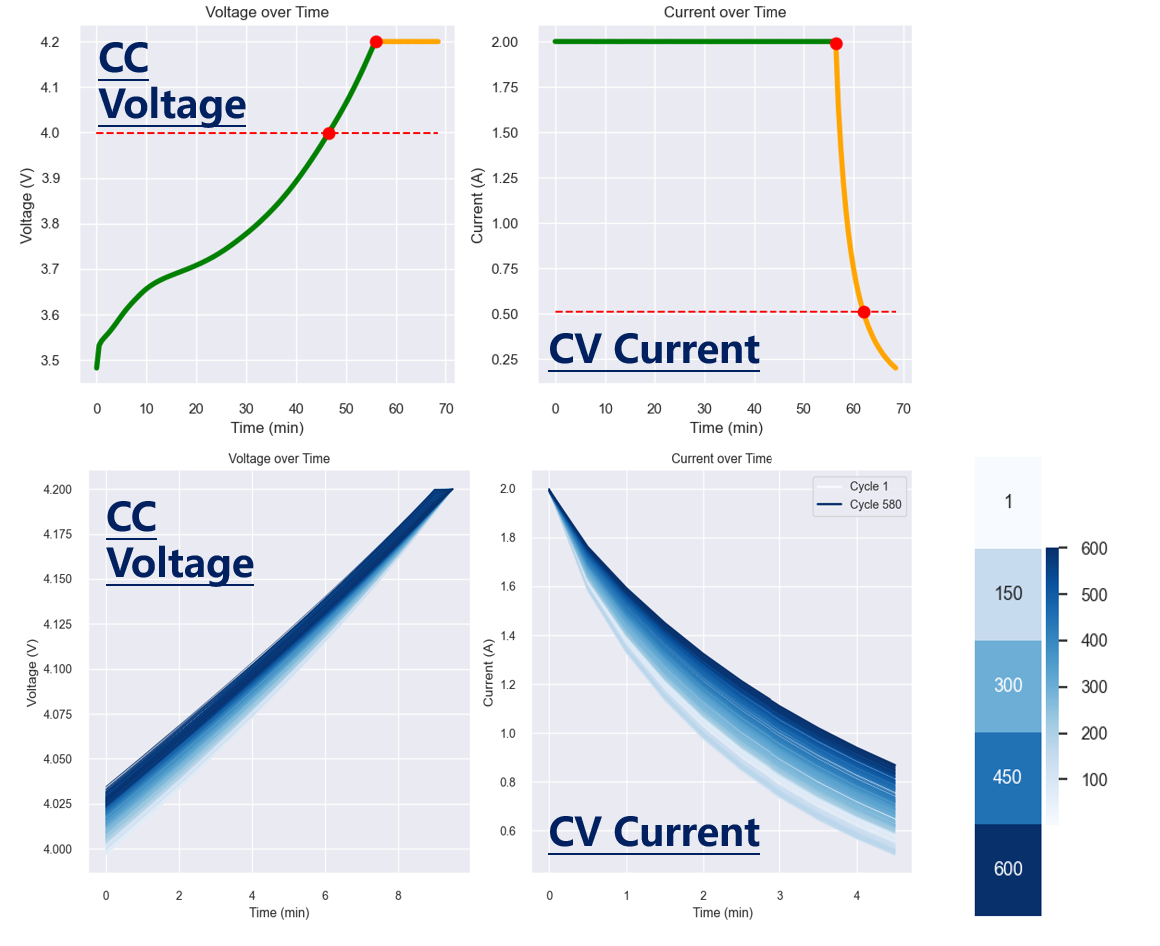 Voltage over Time
CC
Voltage
4.2
4.1
4.0
3.9
3.8
3.7
3.6
3.5
Voltage (V)
0 10 20 30 40 50 60 70
Time (min)
Current over Time
2.00
1.75
1.50
1.25
1.00
0.75
0.50
0.25
Current (A)
CV Current
0 10 20 30 40 50 60 70
Time (min)
Voltage over Time
CC
Voltage
4.200
4.175
4.150
4.125
4.100
4.075
4.050
4.025
4.000
Voltage (V)
0 2 4 6 8
Time (min)
Current over Time
Cycle 1
Cycle 580
2.0
1.8
1.6
1.4
1.2
1.0
0.8
0.6
Current (A)
CV Current
0 1 2 3 4
Time (min)
1
150
300
450
600
600
500
400
300
200
100